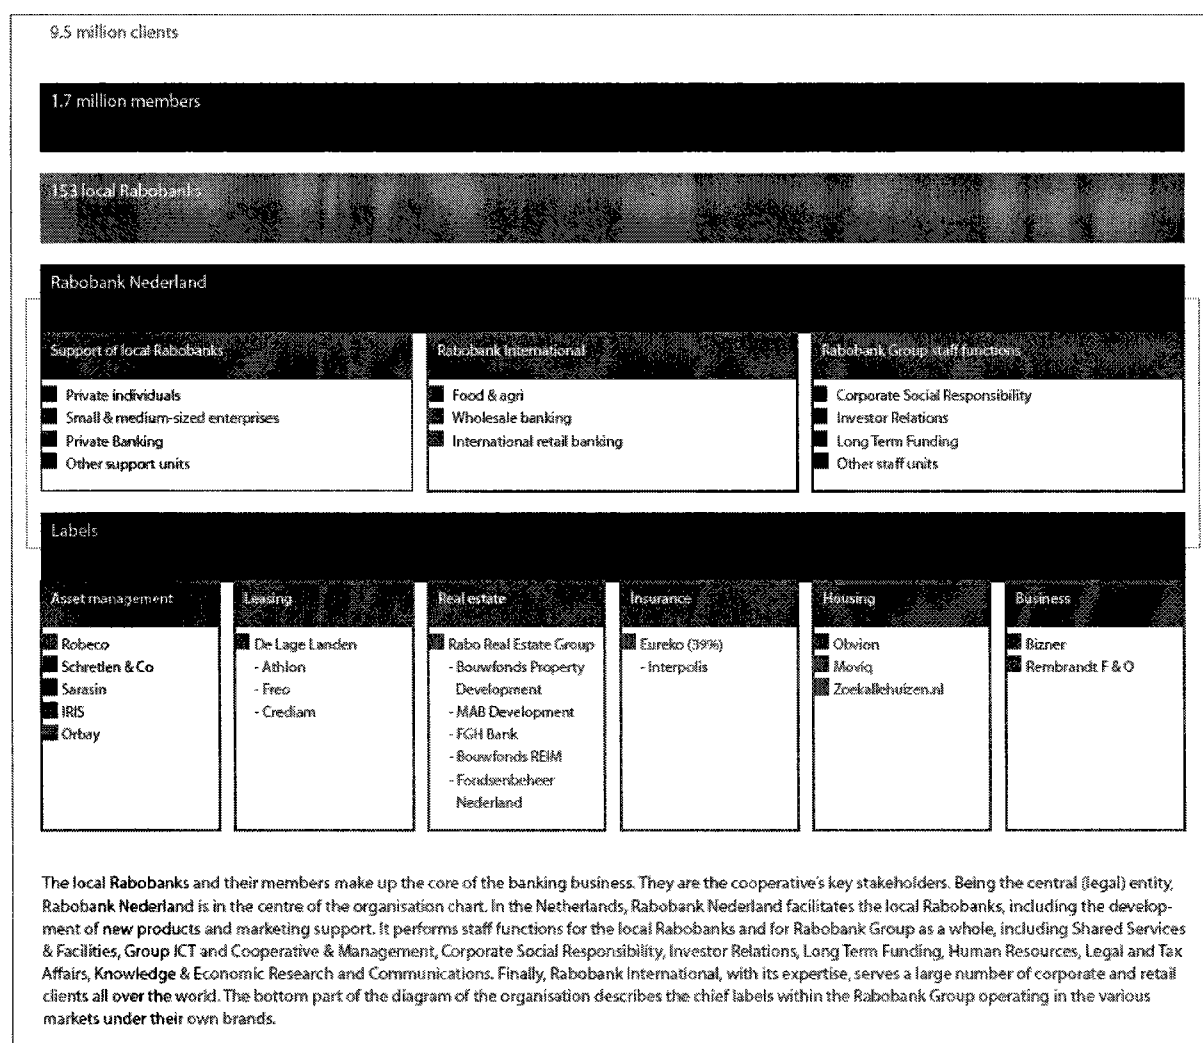 9.5 million clients
1.7 million members
153 local Rabobanks
Rabobank Nederland
Support of local Rabobanks
Private individuals
Small & medium-sized enterprises
Private Banking
Other support units
Rabobank International
Food & agri
Wholesale banking
International retail banking
Rabobank Group staff functions
Corporate Social Responsibility
Investor Relations
Long Term Funding
Other staff units
Labels
Asset management
Robeco
Schretlen & Co
Sarasin
IRIS
Orbay
Leasing
De Lage Landen
- Athlon
- Freo
- Crediam
Real estate
Rabo Real Estate Group
- Bouwfonds Property
Development
- MAB Development
- FGH Bank
- Bouwfonds REIM
- Fondsenbeheer
Nederland
Insurance
Eureko (39%)
- Interpolis
Housing
Obvion
Moviq
Zoekallehuizen.nl
Business
Bizner
Rembrandt F & O
The local Rabobanks and their members make up the core of the banking business. They are the cooperative's key stakeholders. Being the central (legal) entity,
Rabobank Nederland is in the centre of the organisation chart. In the Netherlands, Rabobank Nederland facilitates the local Rabobanks, including the develop-
ment of new products and marketing support. It performs staff functions for the local Rabobanks and for Rabobank Group as a whole, including Shared Services
& Facilities, Group ICT and Cooperative & Management, Corporate Social Responsibility, Investor Relations, Long Term Funding, Human Resources, Legal and Tax
Affairs, Knowledge & Economic Research and Communications. Finally, Rabobank International, with its expertise, serves a large number of corporate and retail
clients all over the world. The bottom part of the diagram of the organisation describes the chief labels within the Rabobank Group operating in the various
markets under their own brands.